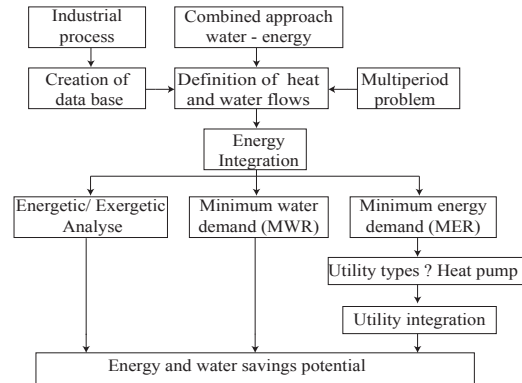 Industrial
process
Combined approach
water - energy
Creation of
data base
Definition of heat
and water flows
Multiperiod
problem
Energy
Integration
Energetic/ Exergetic
Analyse
Minimum water
demand (MWR)
Minimum energy
demand (MER)
Utility types ? Heat pump
Utility integration
Energy and water savings potential